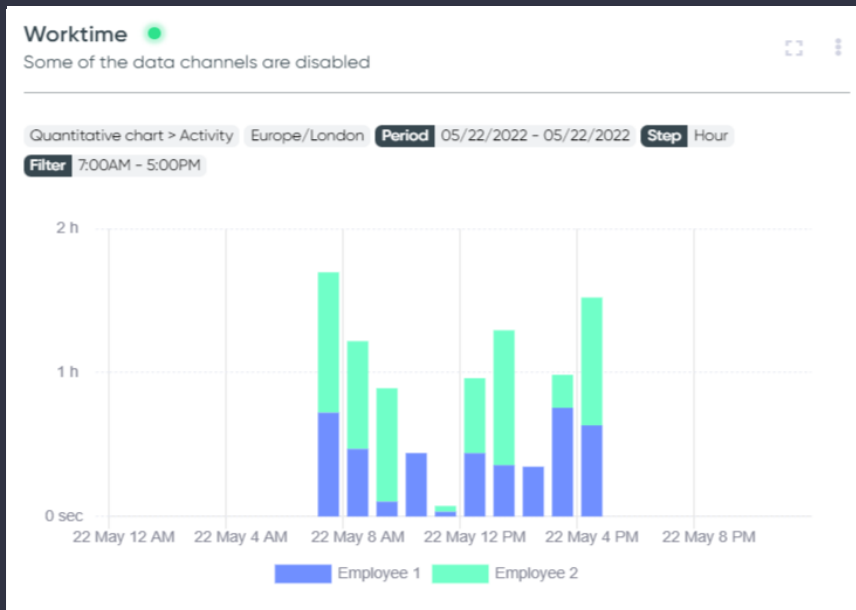 Worktime
Some of the data channels are disabled
Quantitative chart > Activity Europe/London Period 05/22/2022 - 05/22/2022 Step Hour
Filter 7:00AM - 5:00PM
2 h
1 h
0 sec
22 May 12 AM 22 May 4 AM 22 May 8 AM 22 May 12 PM 22 May 4 PM 22 May 8 PM
Employee 1 Employee 2